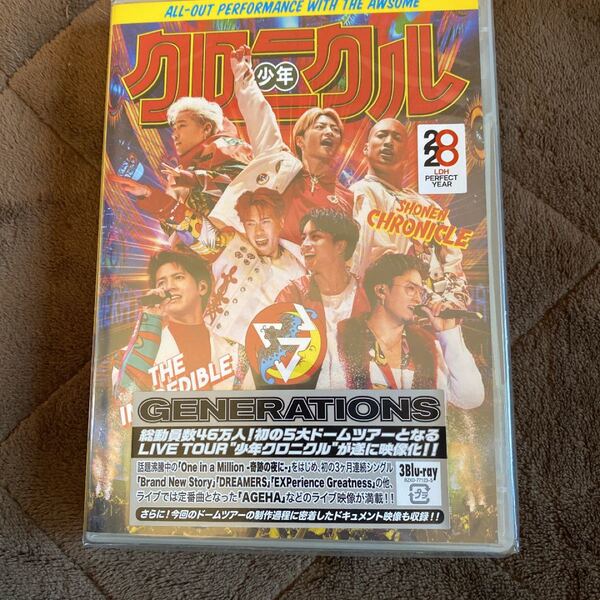 ALL-OUT PERFORMANCE WITH THE AWSOME
クロニクル
少年
2028
LDH
PERFECT
YEAR
SHONEN
CHRONICLE
THE
GENERATIONS
総動員数46万人！初の5大ドームツアーとなる
LIVE TOUR "少年クロニクル"が遂に映像化！！
話題沸騰中の「One in a Million -奇跡の夜に-」をはじめ、初の3ヶ月連続シングル
「Brand New Story」「DREAMERS」「EXPerience Greatness」の他、
ライブでは定番曲となった「AGEHA」などのライブ映像が満載！！
3Blu-ray
RZXD-77123~5
さらに！今回のドームツアーの制作過程に密着したドキュメント映像も収録！！